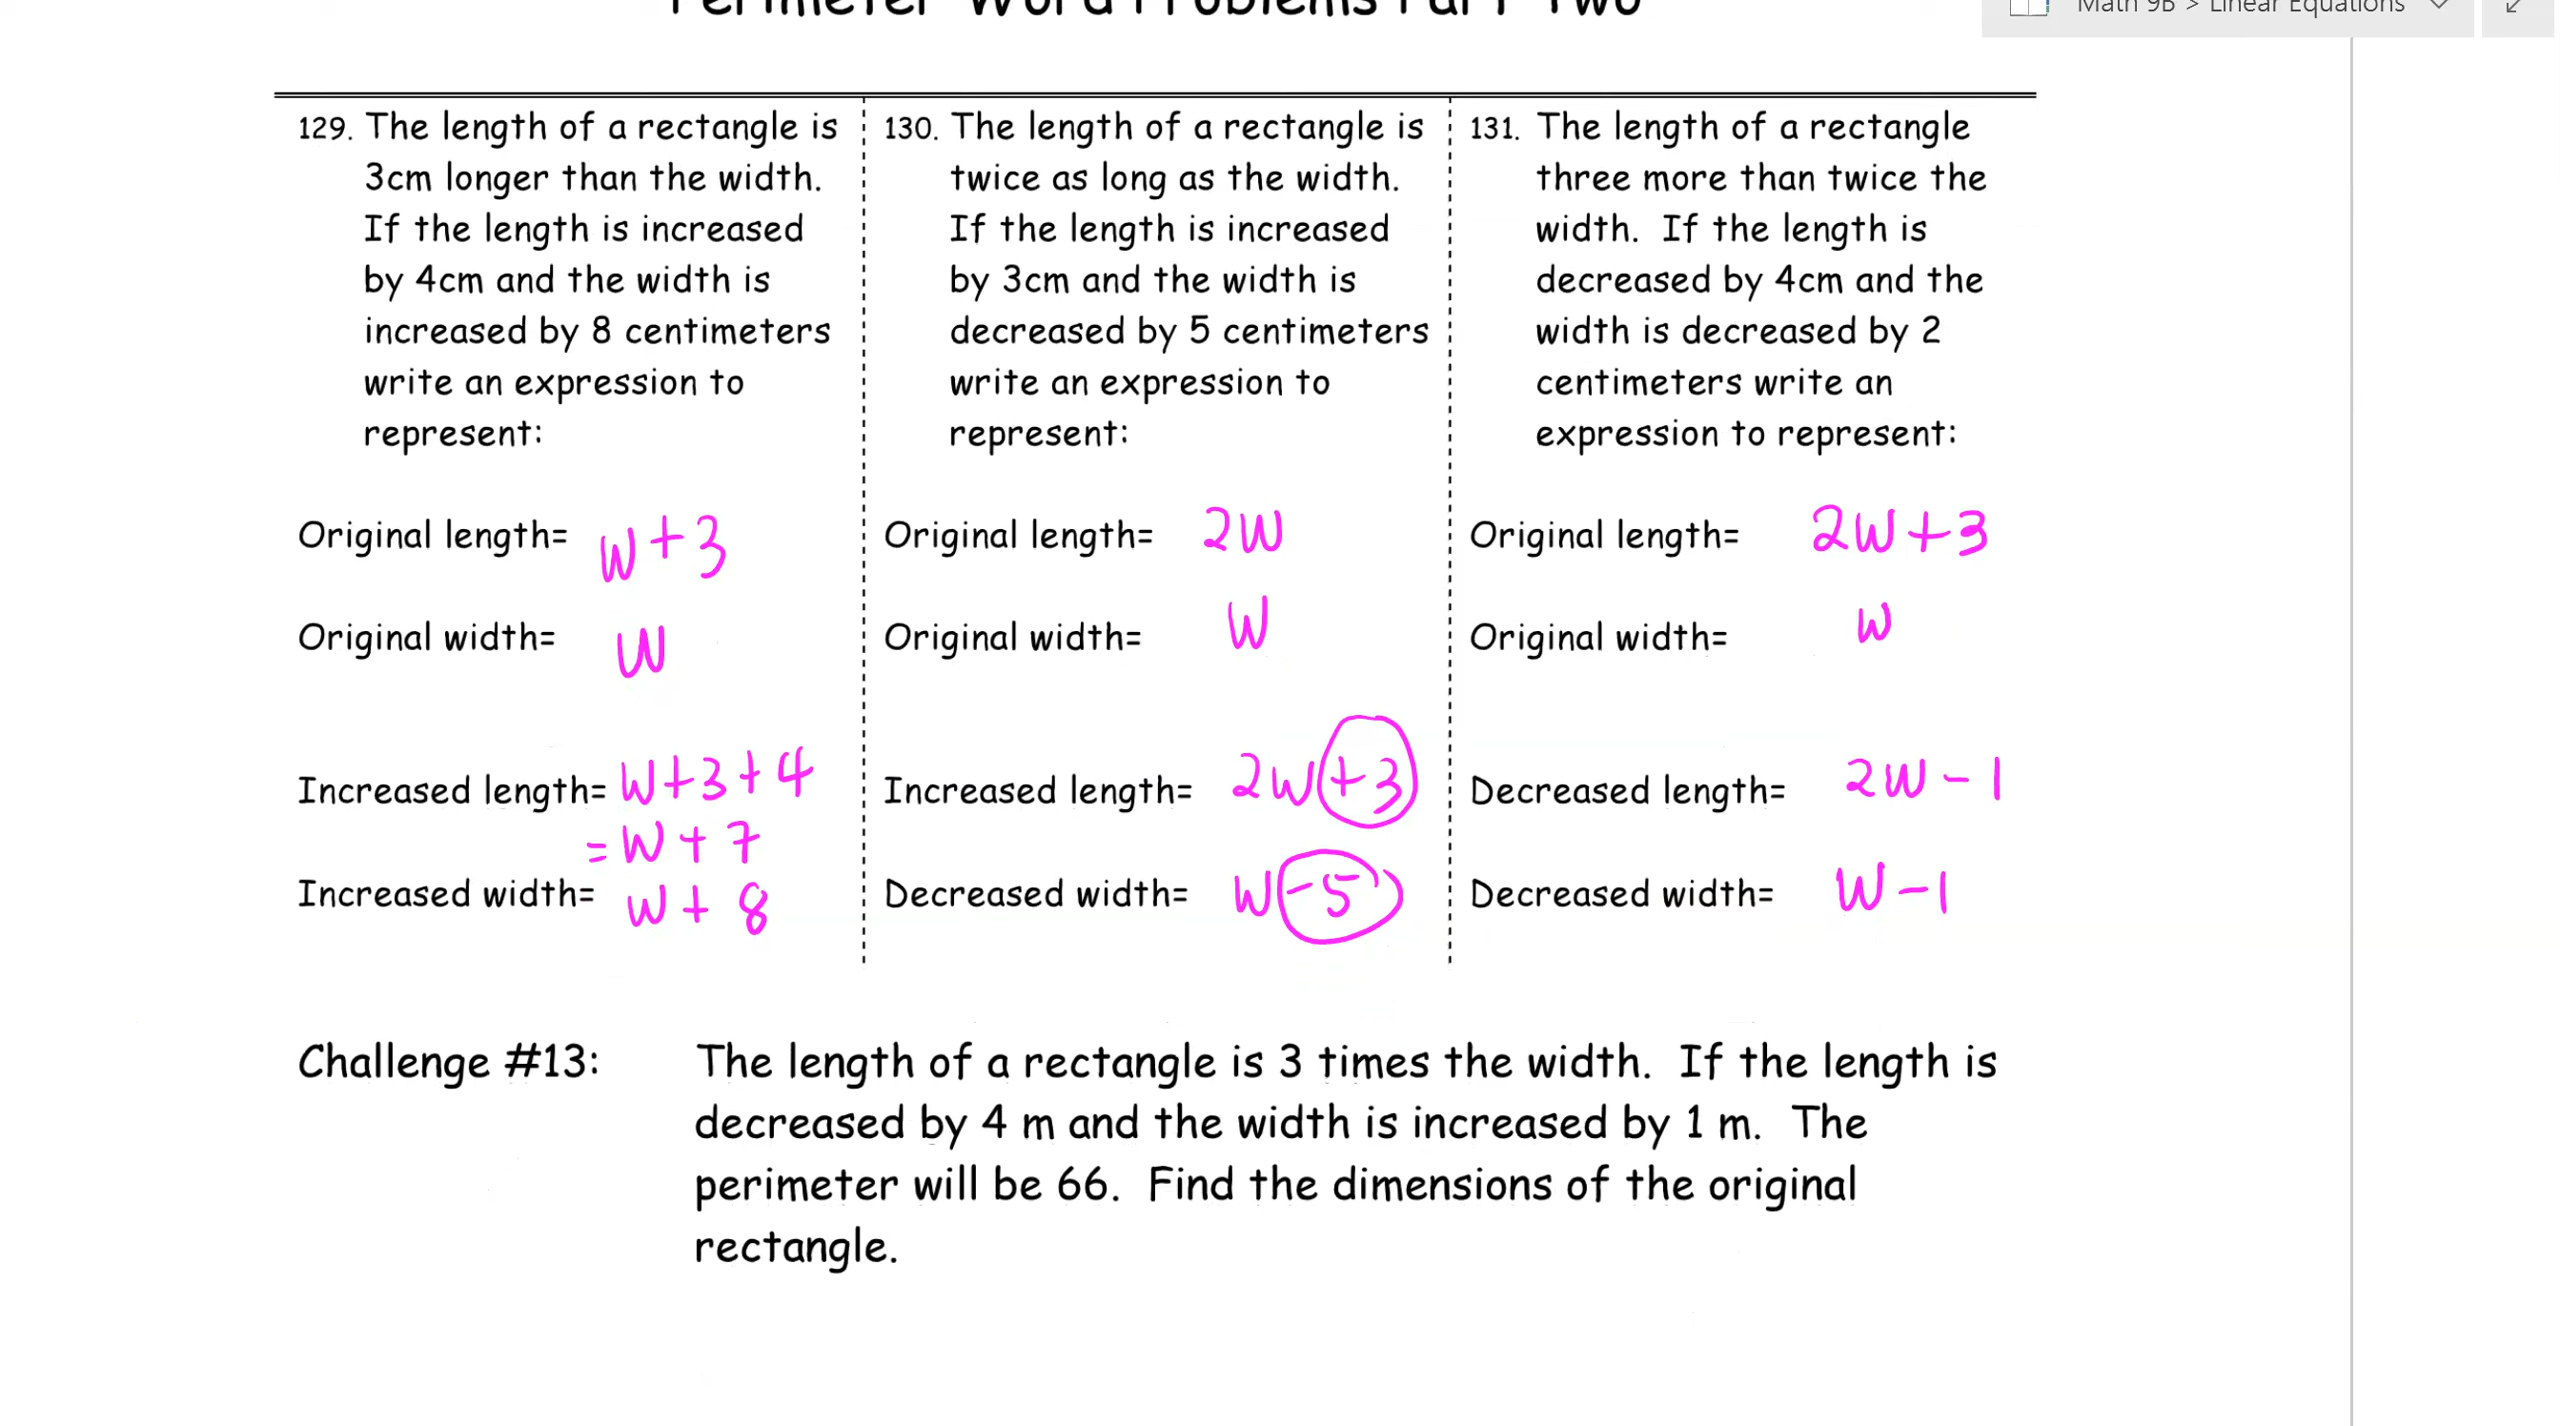 Perimeter Word Problems Part Two
Math 9B > Linear Equations
129. The length of a rectangle is
3cm longer than the width.
If the length is increased
by 4cm and the width is
increased by 8 centimeters
write an expression to
represent:
Original length= w+3
Original width= w
Increased length= w+3+4
= w+7
Increased width= w+8
130. The length of a rectangle is
twice as long as the width.
If the length is increased
by 3cm and the width is
decreased by 5 centimeters
write an expression to
represent:
Original length= 2w
Original width= w
Increased length= 2w+3
Decreased width= w-5
131. The length of a rectangle
three more than twice the
width. If the length is
decreased by 4cm and the
width is decreased by 2
centimeters write an
expression to represent:
Original length= 2w+3
Original width= w
Decreased length= 2w-1
Decreased width= w-1
Challenge #13: The length of a rectangle is 3 times the width. If the length is
decreased by 4 m and the width is increased by 1 m. The
perimeter will be 66. Find the dimensions of the original
rectangle.